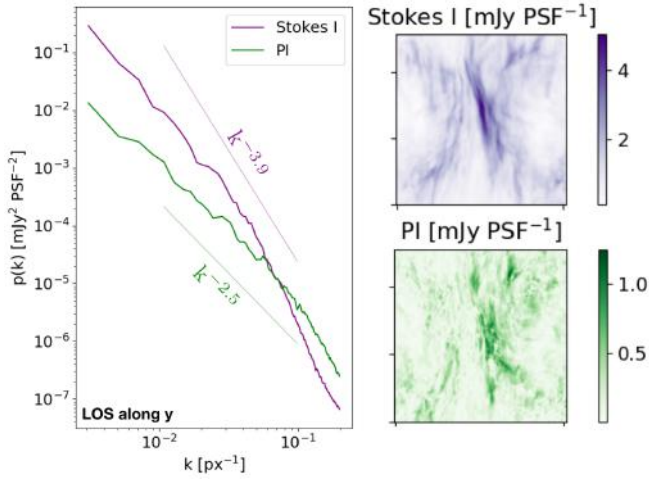 Stokes I
PI
k−3.9
k−2.5
10−1
10−2
10−3
10−4
10−5
10−6
10−7
p(k) [mJy2 PSF−2]
LOS along y
10−2
10−1
k [px−1]
Stokes I [mJy PSF−1]
4
2
PI [mJy PSF−1]
1.0
0.5